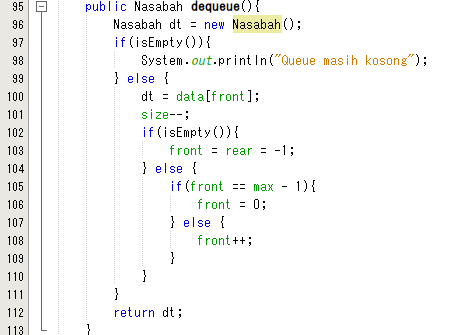 95 public Nasabah dequeue(){
96 Nasabah dt = new Nasabah();
97 if(isEmpty()){
98 System.out.println("Queue masih kosong");
99 } else {
100 dt = data[front];
101 size--;
102 if(isEmpty()){
103 front = rear = -1;
104 } else {
105 if(front == max - 1){
106 front = 0;
107 } else {
108 front++;
109 }
110 }
111 }
112 return dt;
113 }